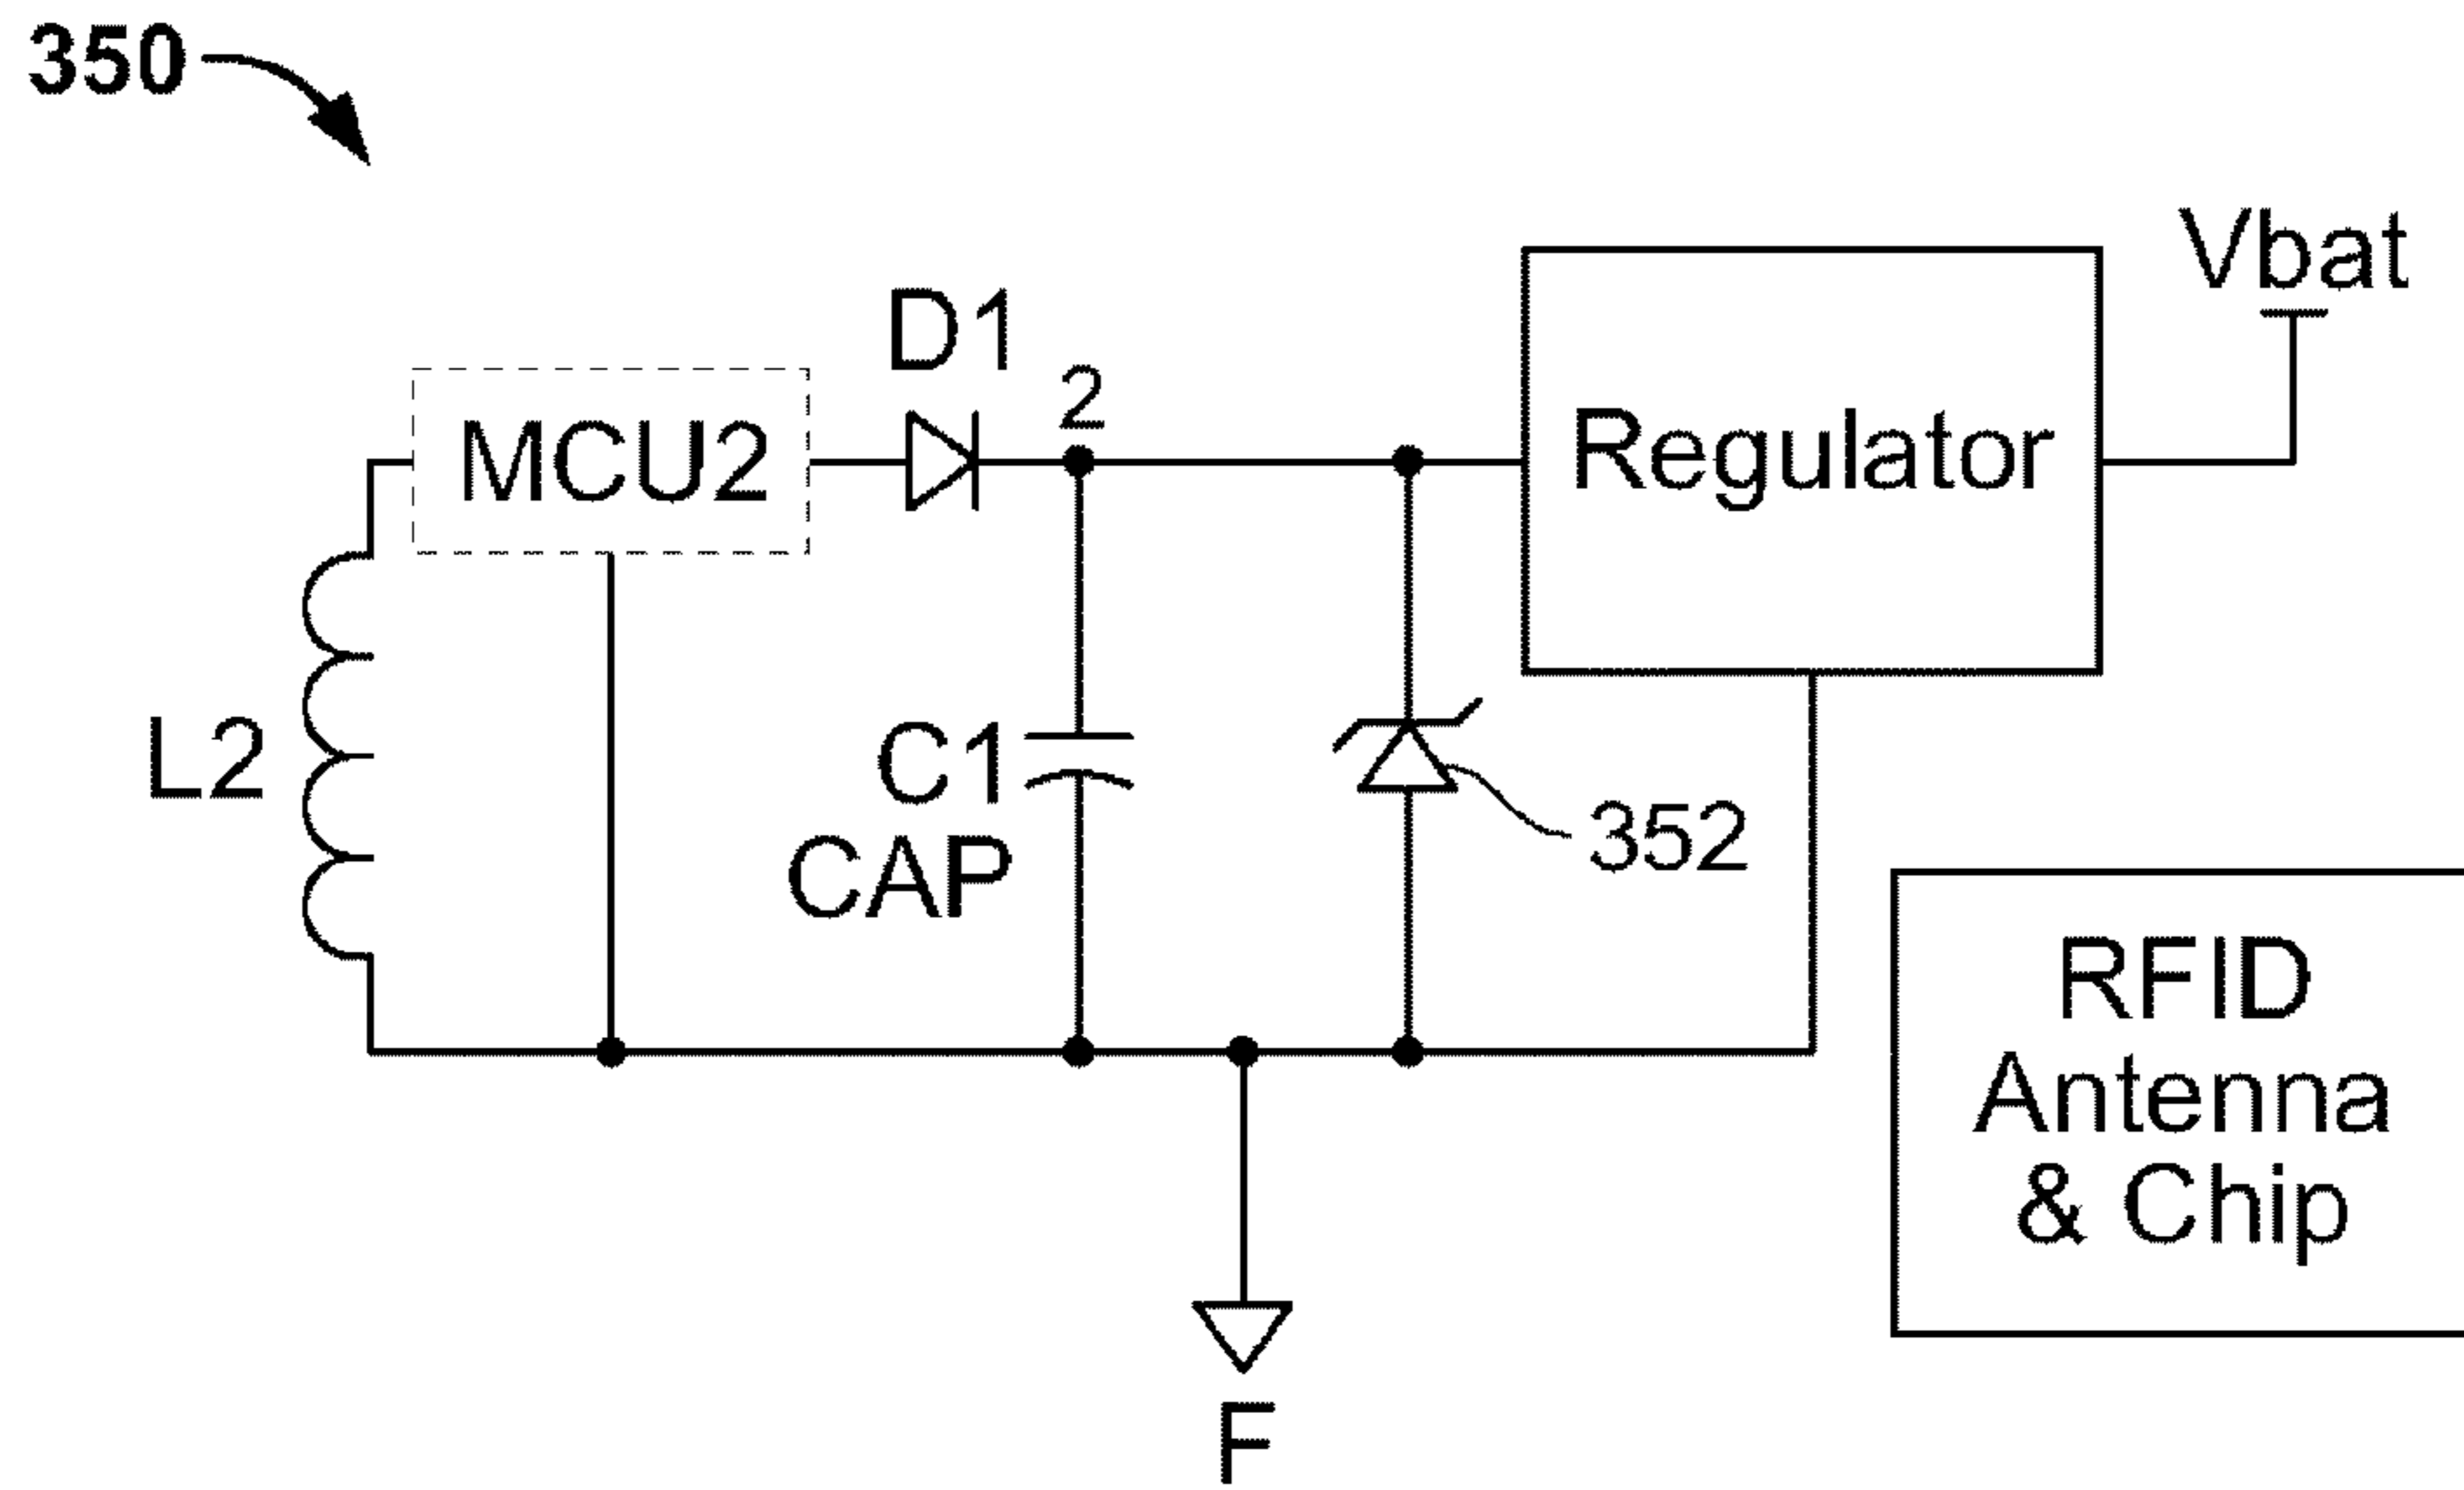 350
Vbat
D1
2
MCU2
Regulator
L2
C1
CAP
352
RFID
Antenna
& Chip
F